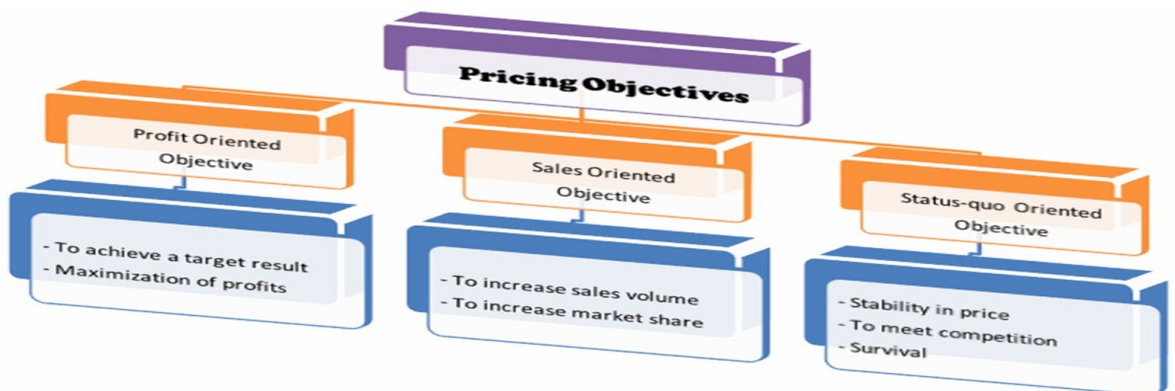 Pricing Objectives
Profit Oriented
Objective
- To achieve a target result
- Maximization of profits
Sales Oriented
Objective
- To increase sales volume
- To increase market share
Status-quo Oriented
Objective
- Stability in price
- To meet competition
- Survival